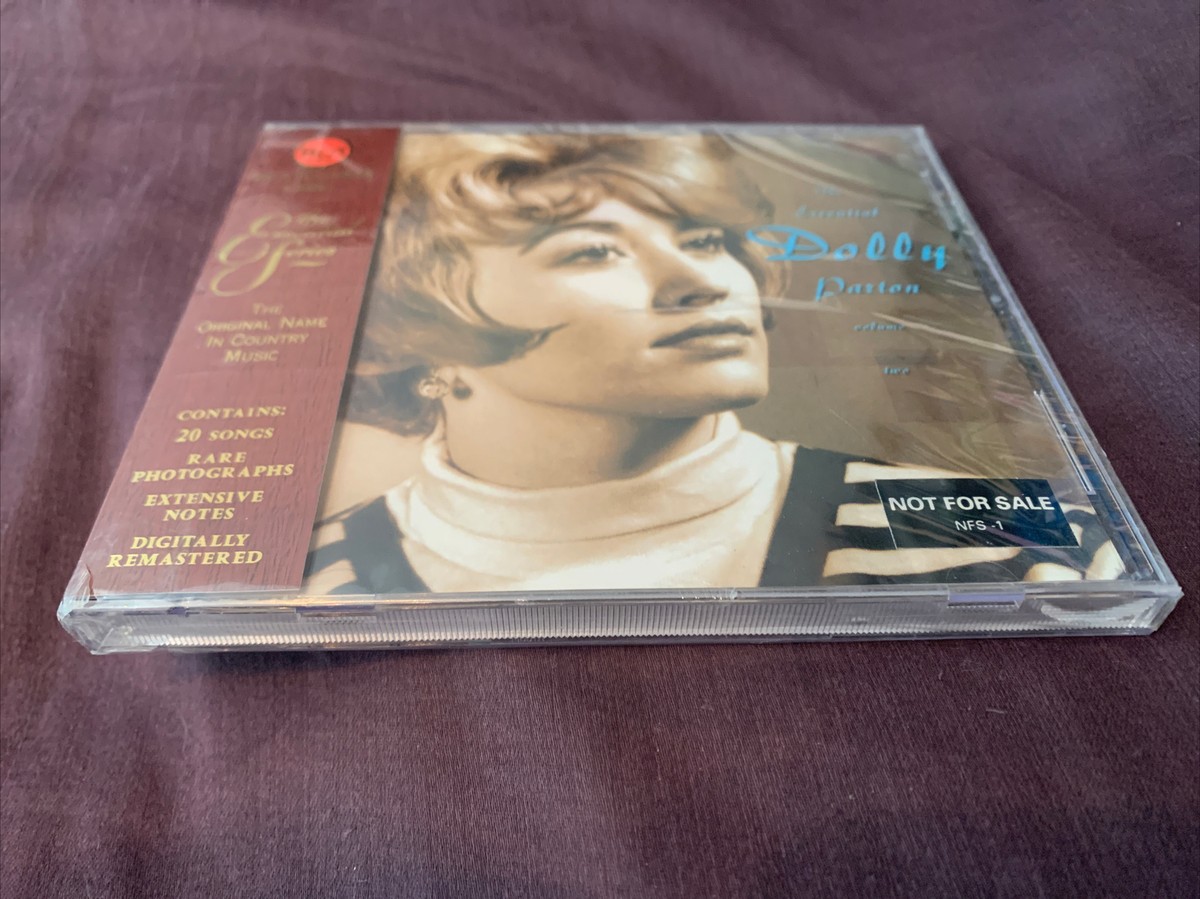 The
Essential
Series
THE
ORIGINAL NAME
IN COUNTRY
MUSIC
CONTAINS:
20 SONGS
RARE
PHOTOGRAPHS
EXTENSIVE
NOTES
DIGITALLY
REMASTERED
The
Essential
Dolly
Parton
volume
two
NOT FOR SALE
NFS -1